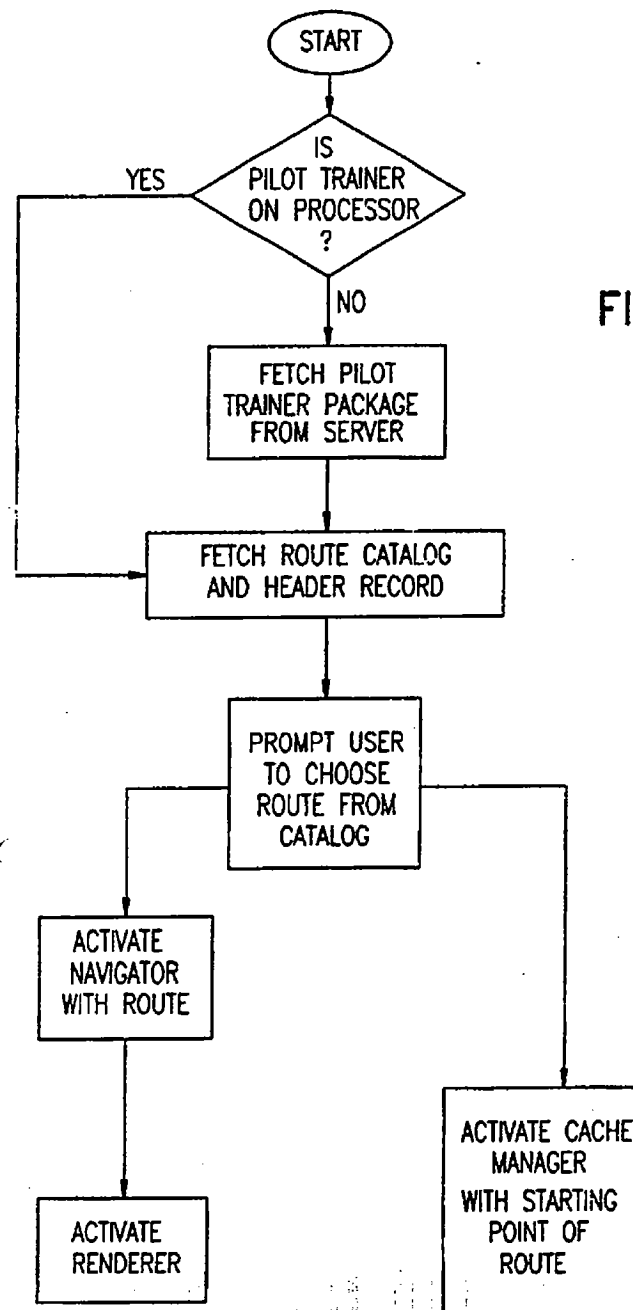 START
IS
PILOT TRAINER
ON PROCESSOR
?
YES
NO
FI
FETCH PILOT
TRAINER PACKAGE
FROM SERVER
FETCH ROUTE CATALOG
AND HEADER RECORD
PROMPT USER
TO CHOOSE
ROUTE FROM
CATALOG
ACTIVATE
NAVIGATOR
WITH ROUTE
ACTIVATE CACHE
MANAGER
WITH STARTING
POINT OF
ROUTE
ACTIVATE
RENDERER